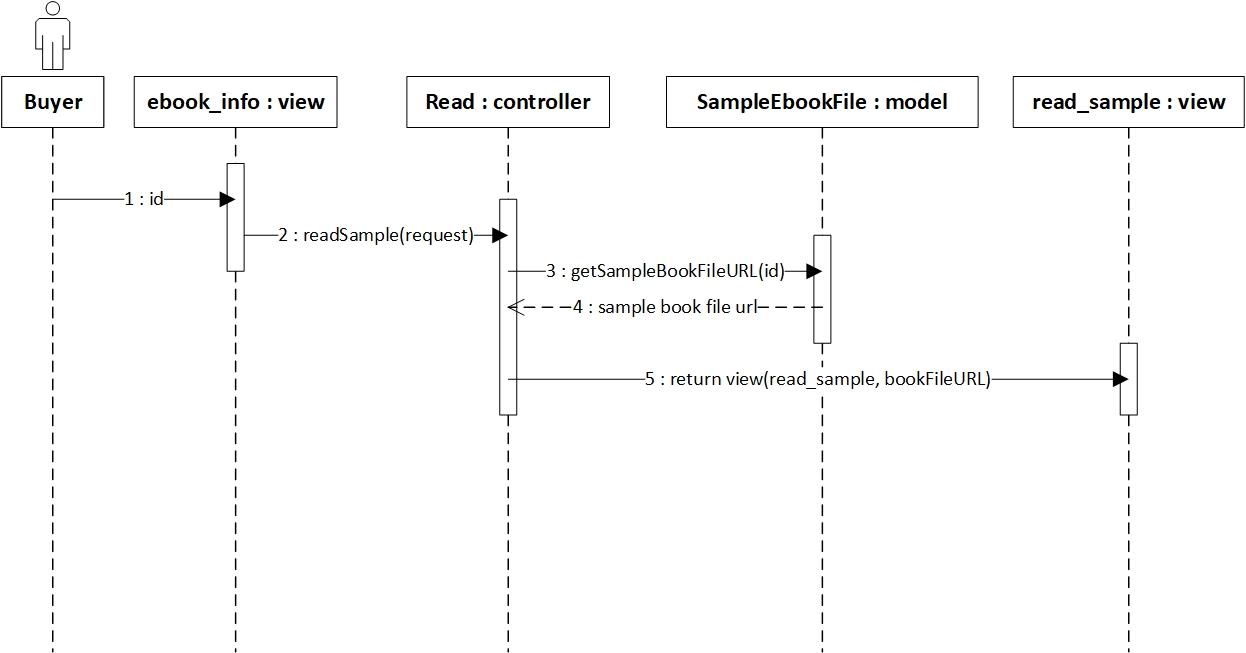 Buyer
ebook_info : view
Read : controller
SampleEbookFile : model
read_sample : view
1 : id
2 : readSample(request)
3 : getSampleBookFileURL(id)
4 : sample book file url
5 : return view(read_sample, bookFileURL)